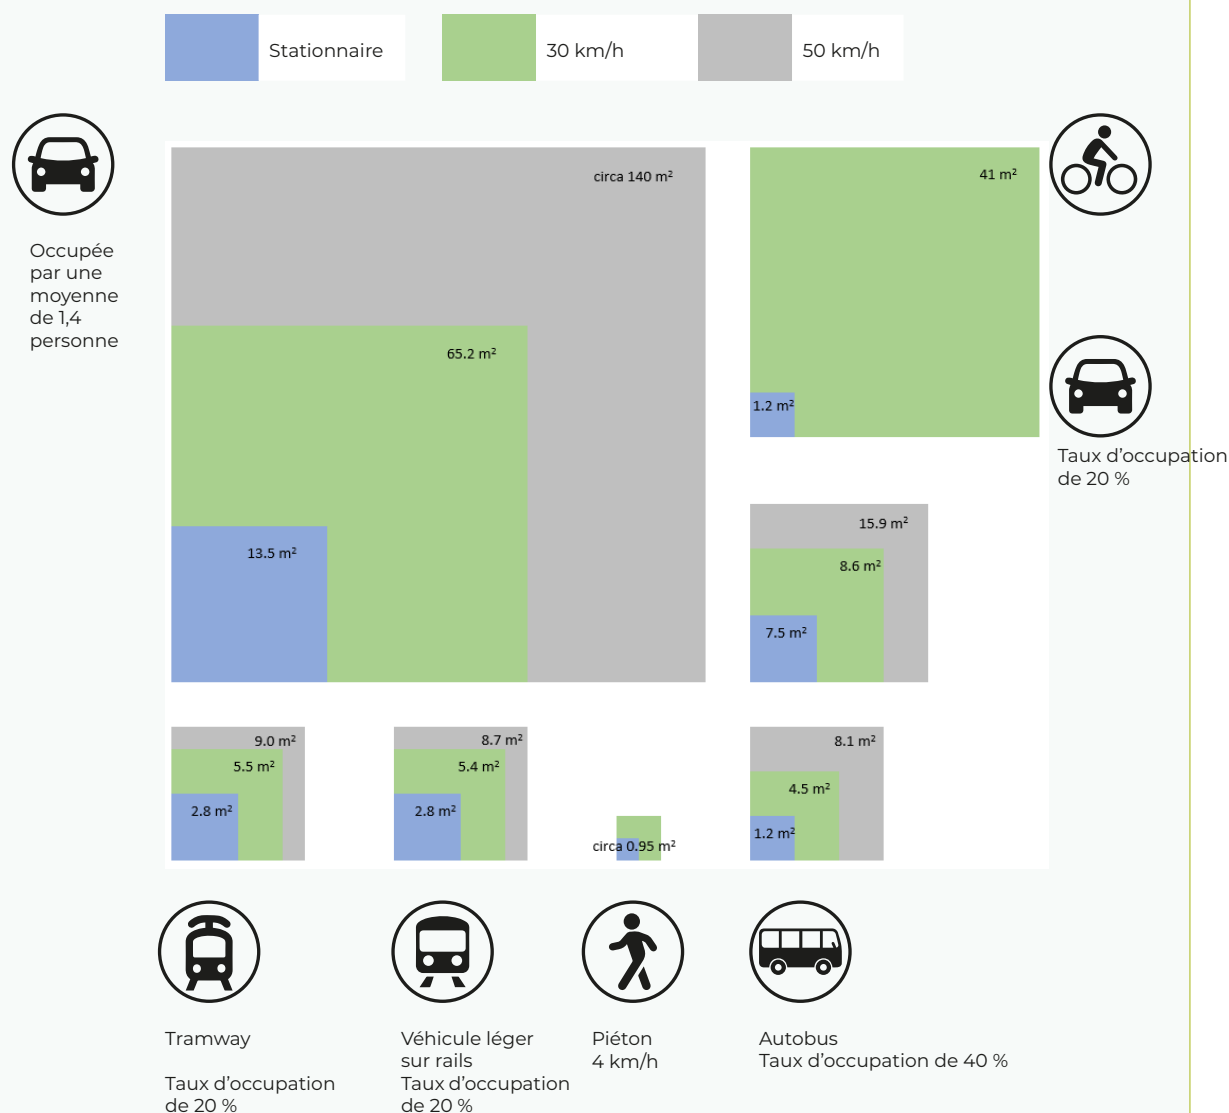 Stationnaire
30 km/h
50 km/h
Occupée
par une
moyenne
de 1,4
personne
circa 140 m²
65.2 m²
13.5 m²
41 m²
1.2 m²
Taux d’occupation
de 20 %
15.9 m²
8.6 m²
7.5 m²
9.0 m²
5.5 m²
2.8 m²
8.7 m²
5.4 m²
2.8 m²
circa 0.95 m²
8.1 m²
4.5 m²
1.2 m²
Tramway
Taux d’occupation
de 20 %
Véhicule léger
sur rails
Taux d’occupation
de 20 %
Piéton
4 km/h
Autobus
Taux d’occupation de 40 %